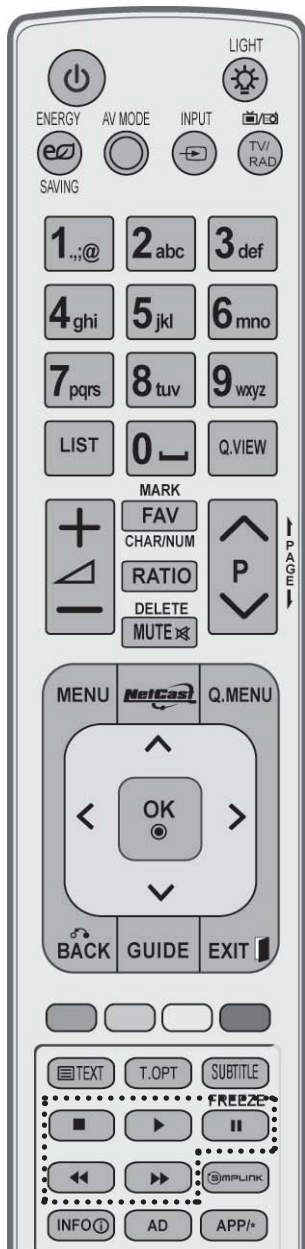 LIGHT
ENERGY AV MODE INPUT
TV/
RAD
SAVING
1.,;@ 2abc 3def
4ghi 5jkl 6mno
7pqrs 8tuv 9wxyz
LIST 0 Q.VIEW
MARK
FAV
CHAR/NUM
RATIO P PAGE
DELETE
MUTE
MENU NetCast Q.MENU
OK
BACK GUIDE EXIT
TEXT T.OPT SUBTITLE
FREEZE
SIMPLINK
INFO i AD APP/*